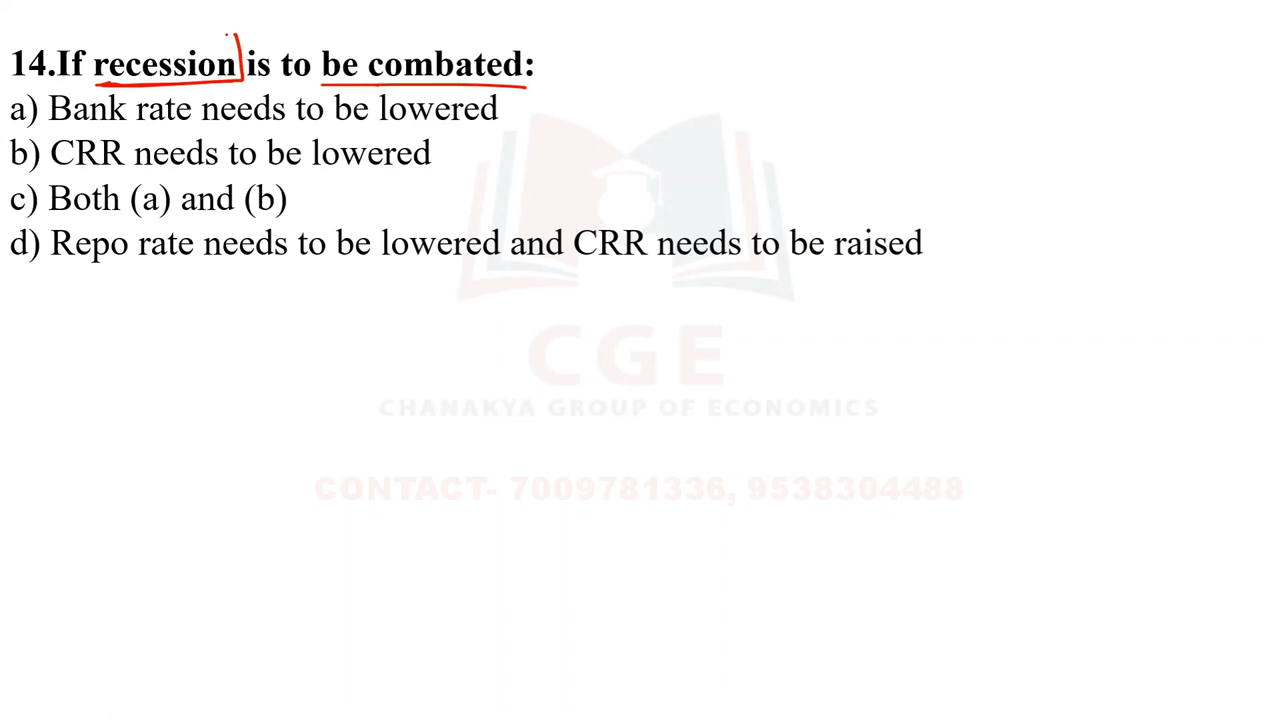 14.If recession is to be combated:
a) Bank rate needs to be lowered
b) CRR needs to be lowered
c) Both (a) and (b)
d) Repo rate needs to be lowered and CRR needs to be raised
CGE
CHANAKYA GROUP OF ECONOMICS
CONTACT- 7009781336, 9538304488